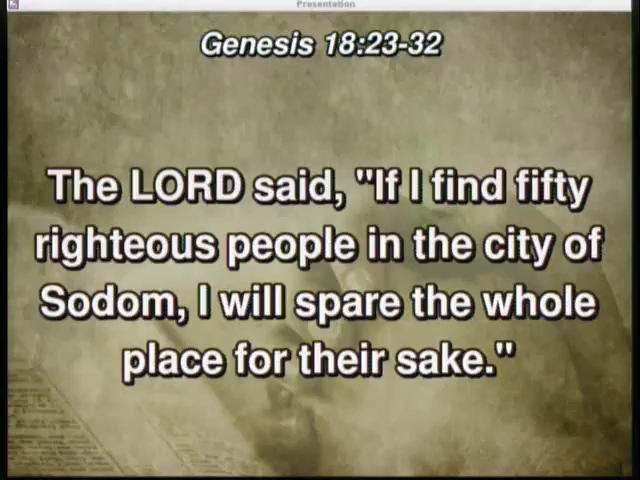 Presentation
Genesis 18:23-32
The LORD said, "If I find fifty
righteous people in the city of
Sodom, I will spare the whole
place for their sake."